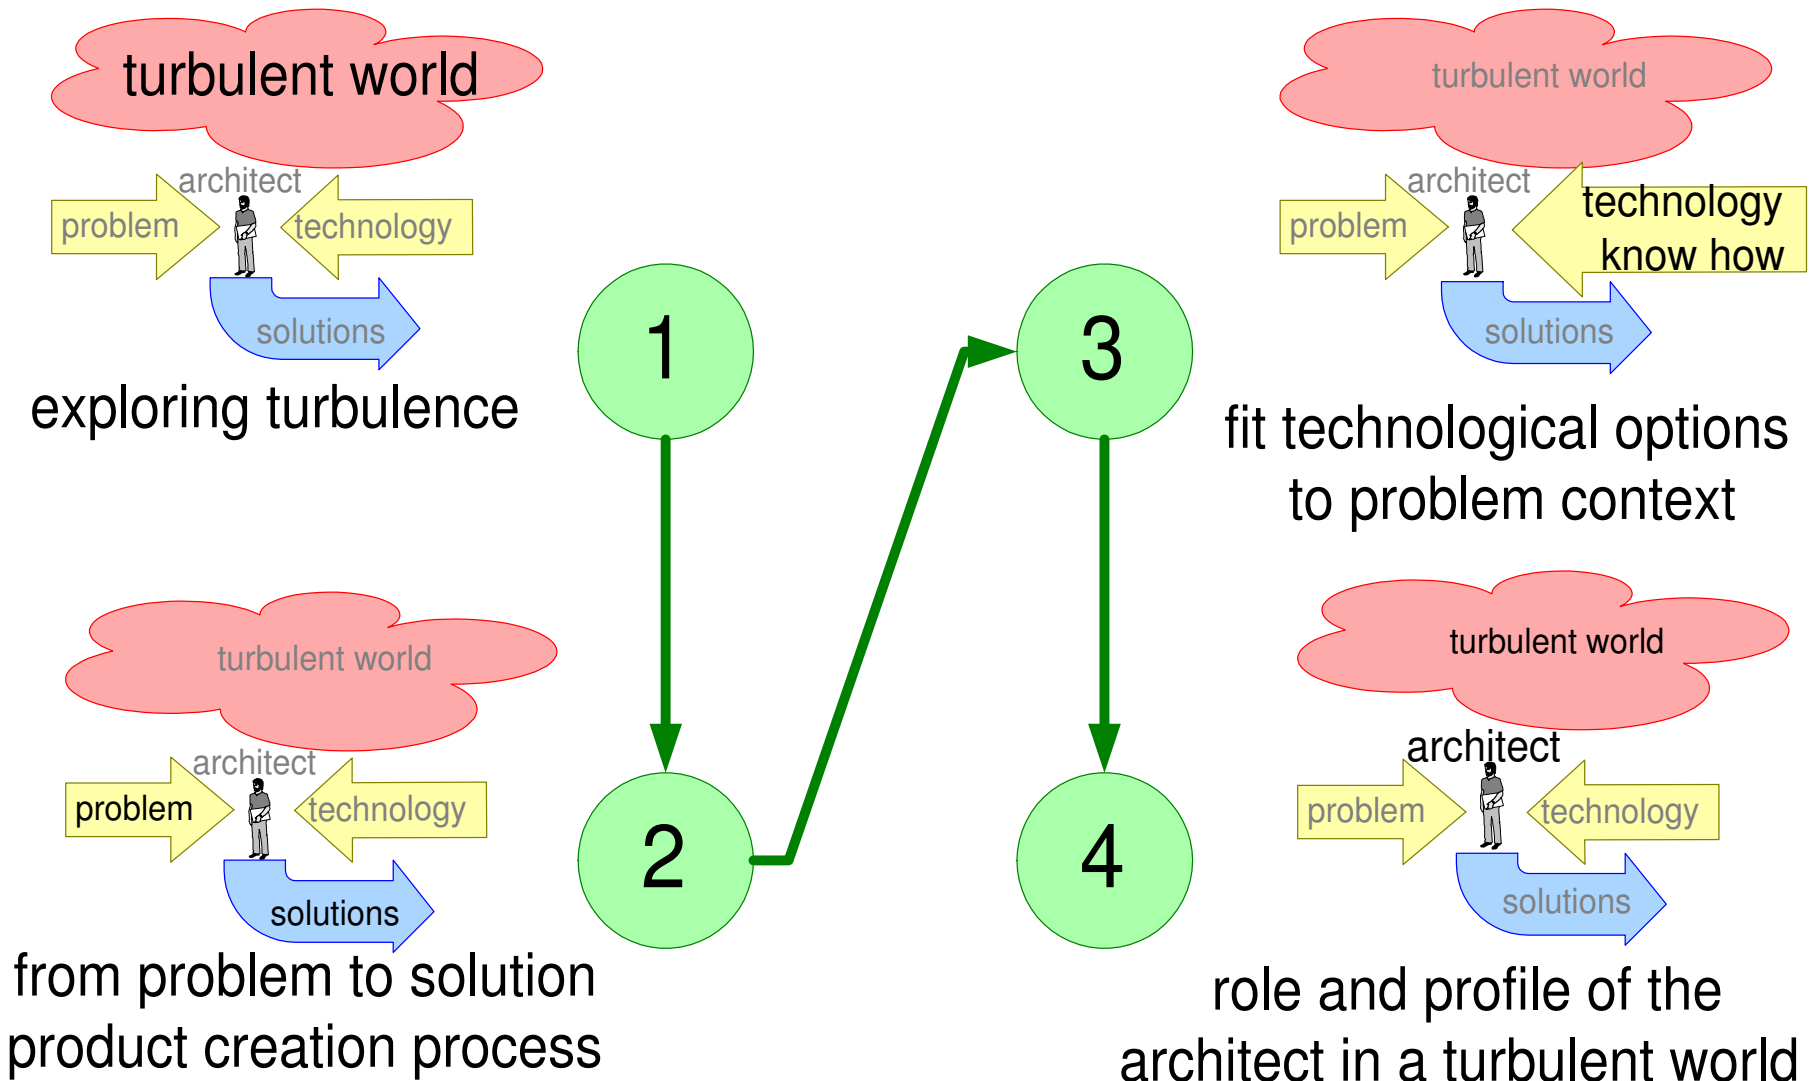 turbulent world
architect
problem
technology
solutions
exploring turbulence
1
turbulent world
architect
problem
technology
solutions
from problem to solution
product creation process
2
turbulent world
architect
problem
technology
know how
solutions
fit technological options
to problem context
3
turbulent world
architect
problem
technology
solutions
role and profile of the
architect in a turbulent world
4